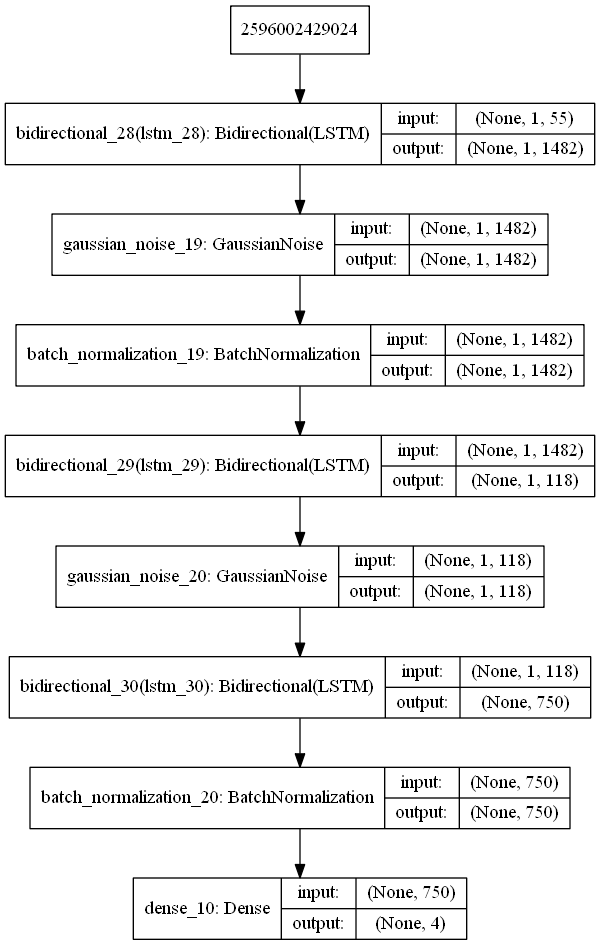 2596002429024
bidirectional_28(lstm_28): Bidirectional(LSTM)
input: (None, 1, 55)
output: (None, 1, 1482)
gaussian_noise_19: GaussianNoise
input: (None, 1, 1482)
output: (None, 1, 1482)
batch_normalization_19: BatchNormalization
input: (None, 1, 1482)
output: (None, 1, 1482)
bidirectional_29(lstm_29): Bidirectional(LSTM)
input: (None, 1, 1482)
output: (None, 1, 118)
gaussian_noise_20: GaussianNoise
input: (None, 1, 118)
output: (None, 1, 118)
bidirectional_30(lstm_30): Bidirectional(LSTM)
input: (None, 1, 118)
output: (None, 750)
batch_normalization_20: BatchNormalization
input: (None, 750)
output: (None, 750)
dense_10: Dense
input: (None, 750)
output: (None, 4)